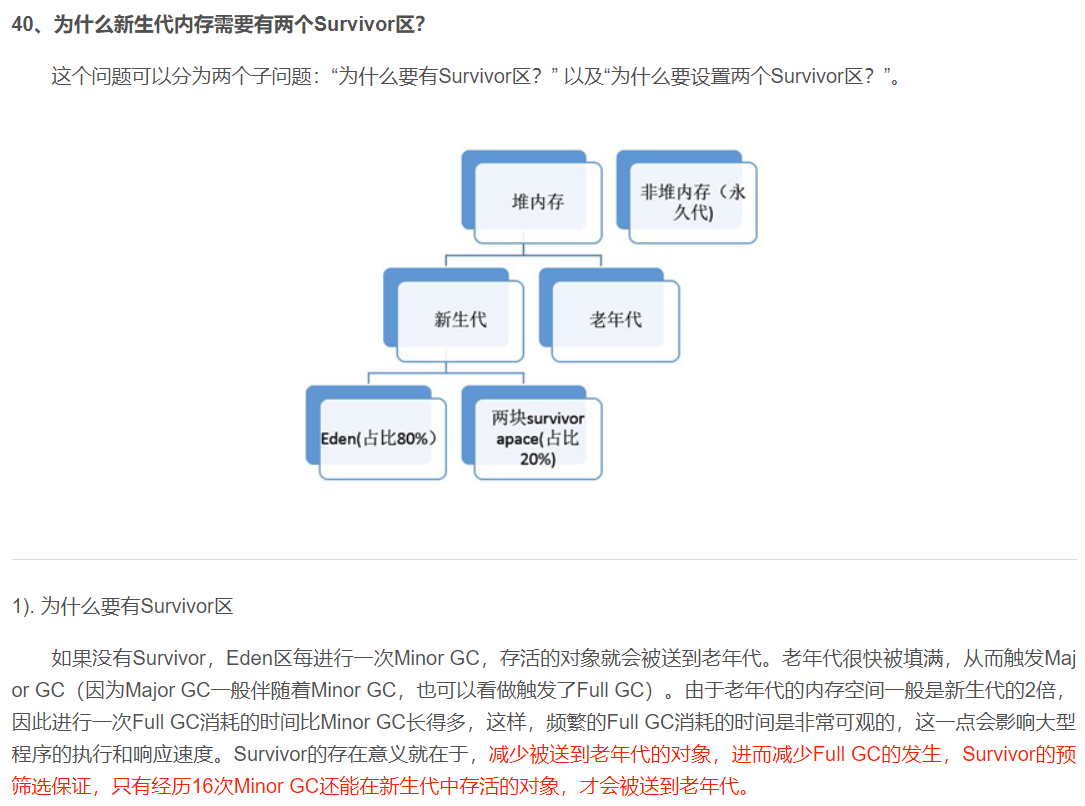 40、为什么新生代内存需要有两个Survivor区?
这个问题可以分为两个子问题：“为什么要有Survivor区？” 以及“为什么要设置两个Survivor区？”。
堆内存
非堆内存（永
久代)
新生代
老年代
Eden(占比80%）
两块survivor
apace(占比
20%)
1). 为什么要有Survivor区
如果没有Survivor，Eden区每进行一次Minor GC，存活的对象就会被送到老年代。老年代很快被填满，从而触发Maj
or GC（因为Major GC一般伴随着Minor GC，也可以看做触发了Full GC）。由于老年代的内存空间一般是新生代的2倍，
因此进行一次Full GC消耗的时间比Minor GC长得多，这样，频繁的Full GC消耗的时间是非常可观的，这一点会影响大型
程序的执行和响应速度。Survivor的存在意义就在于，减少被送到老年代的对象，进而减少Full GC的发生，Survivor的预
筛选保证，只有经历16次Minor GC还能在新生代中存活的对象，才会被送到老年代。